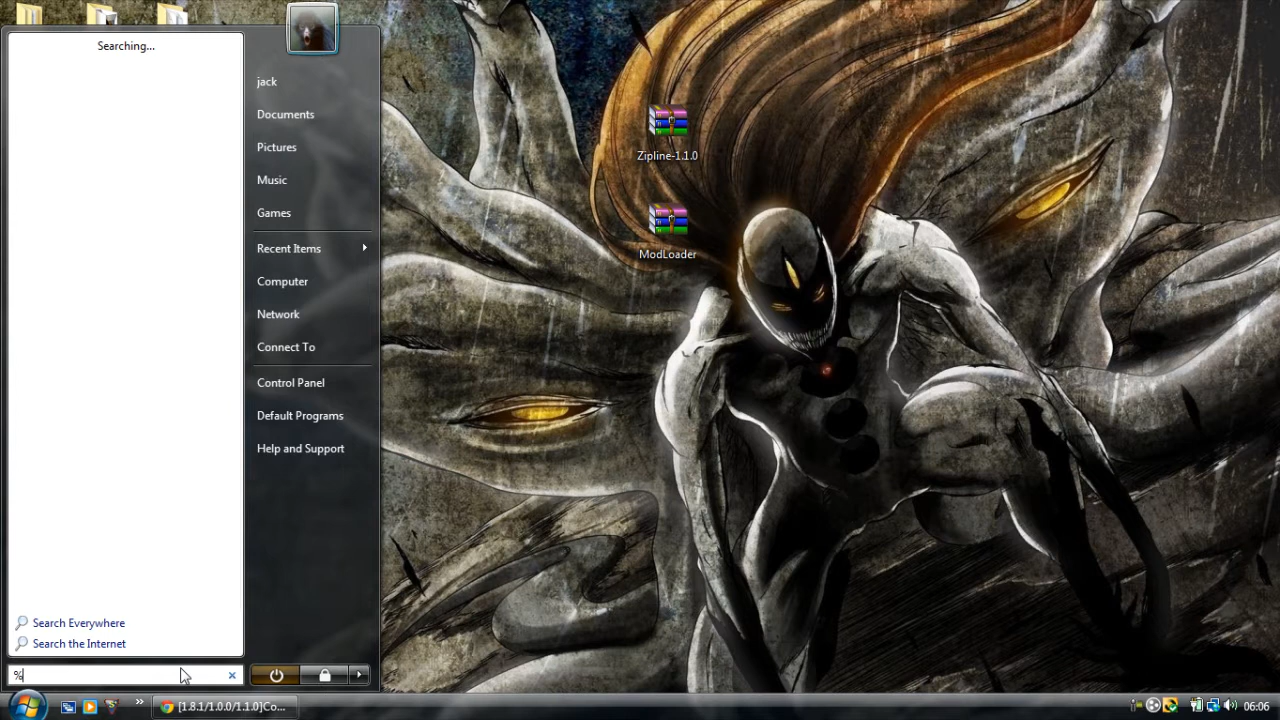 Searching...
Search Everywhere
Search the Internet
%
jack
Documents
Pictures
Music
Games
Recent Items
Computer
Network
Connect To
Control Panel
Default Programs
Help and Support
Zipline-1.1.0
ModLoader
[1.8.1/1.0.0/1.1.0]Co...
06:06